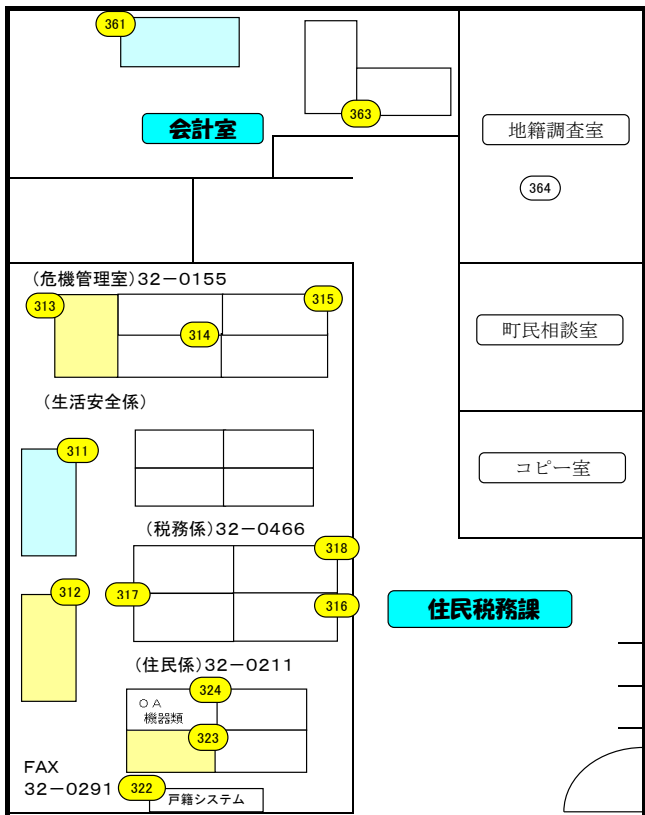 361
363
会計室
地籍調査室
364
(危機管理室)32-0155
313
315
314
町民相談室
(生活安全係)
311
コピー室
(税務係)32-0466
318
312
317
316
住民税務課
(住民係)32-0211
324
OA
機器類
323
FAX
32-0291
322
戸籍システム